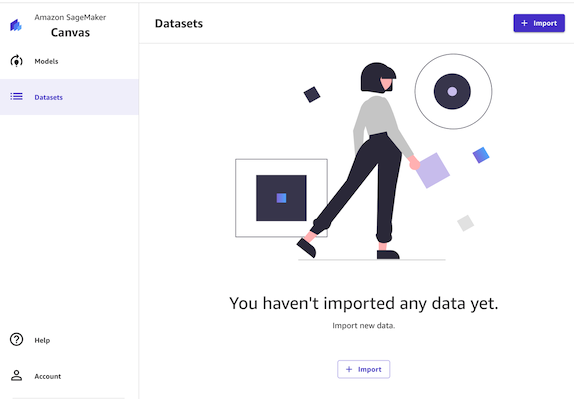 Amazon SageMaker
Canvas
Models
Datasets
Help
Account
Datasets
+ Import
You haven't imported any data yet.
Import new data.
+ Import